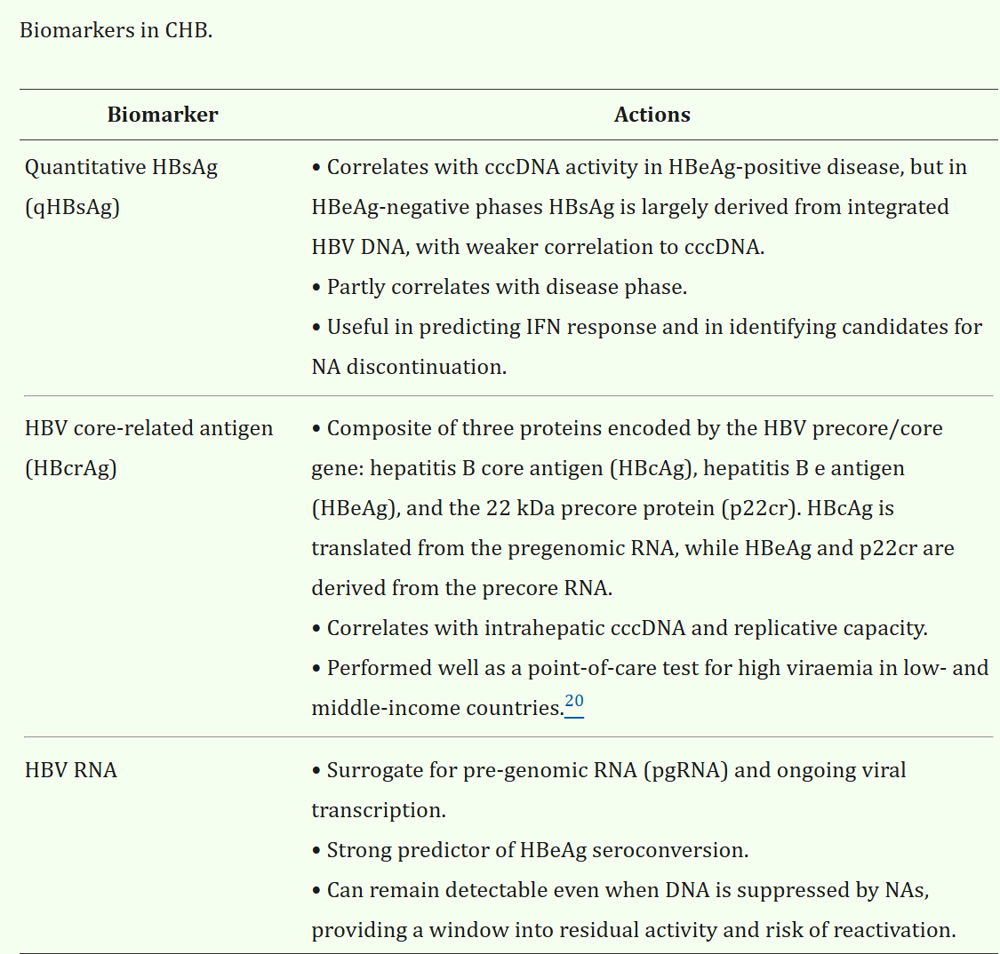 Biomarkers in CHB.
Biomarker Actions
Quantitative HBsAg
(qHBsAg)
• Correlates with cccDNA activity in HBeAg-positive disease, but in
HBeAg-negative phases HBsAg is largely derived from integrated
HBV DNA, with weaker correlation to cccDNA.
• Partly correlates with disease phase.
• Useful in predicting IFN response and in identifying candidates for
NA discontinuation.
HBV core-related antigen
(HBcrAg)
• Composite of three proteins encoded by the HBV precore/core
gene: hepatitis B core antigen (HBcAg), hepatitis B e antigen
(HBeAg), and the 22 kDa precore protein (p22cr). HBcAg is
translated from the pregenomic RNA, while HBeAg and p22cr are
derived from the precore RNA.
• Correlates with intrahepatic cccDNA and replicative capacity.
• Performed well as a point-of-care test for high viraemia in low- and
middle-income countries.20
HBV RNA
• Surrogate for pre-genomic RNA (pgRNA) and ongoing viral
transcription.
• Strong predictor of HBeAg seroconversion.
• Can remain detectable even when DNA is suppressed by NAs,
providing a window into residual activity and risk of reactivation.